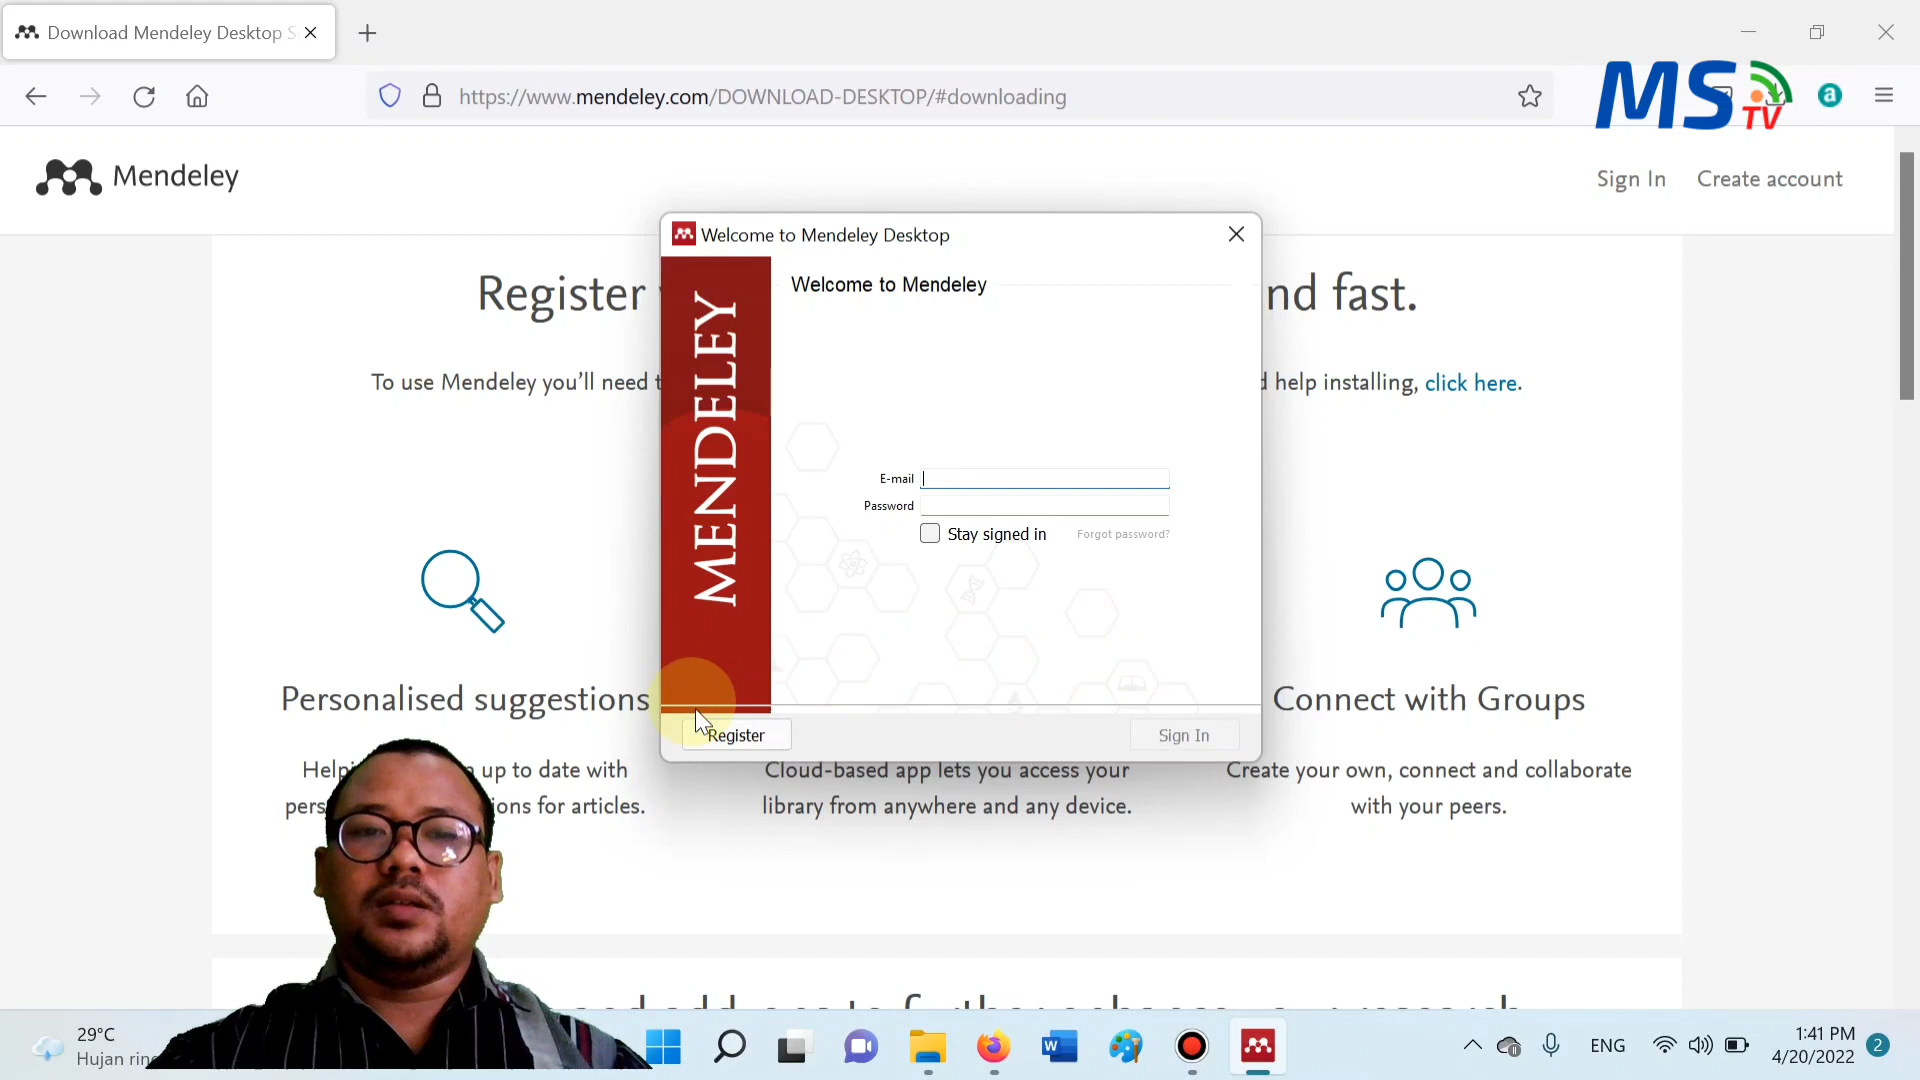 Download Mendeley Desktop S
https://www.mendeley.com/DOWNLOAD-DESKTOP/#downloading
MS TV
a
Mendeley
Sign In
Create account
Register
nd fast.
To use Mendeley you'll need t
d help installing, click here.
Welcome to Mendeley Desktop
Welcome to Mendeley
MENDELEY
E-mail
Password
Stay signed in
Forgot password?
Register
Sign In
Personalised suggestions
Connect with Groups
up to date with
ons for articles.
Cloud-based app lets you access your
library from anywhere and any device.
Create your own, connect and collaborate
with your peers.
29°C
Hujan rin
W
ENG
1:41 PM
4/20/2022
2